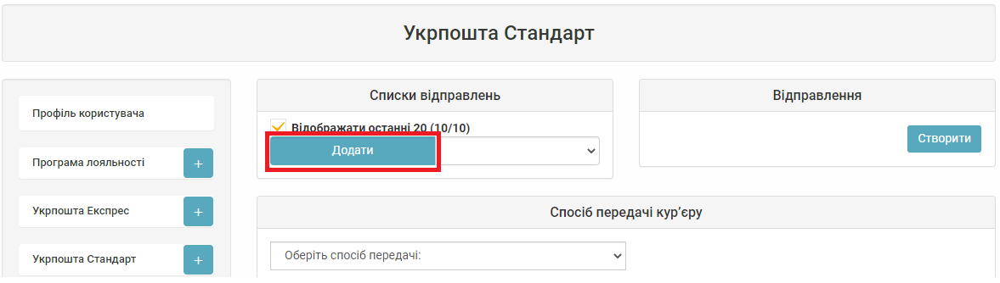 Укрпошта Стандарт
Профіль користувача
Програма лояльності
+
Укрпошта Експрес
+
Укрпошта Стандарт
+
Списки відправлень
Відображати останні 20 (10/10)
Додати
Відправлення
Створити
Спосіб передачі кур’єру
Оберіть спосіб передачі: